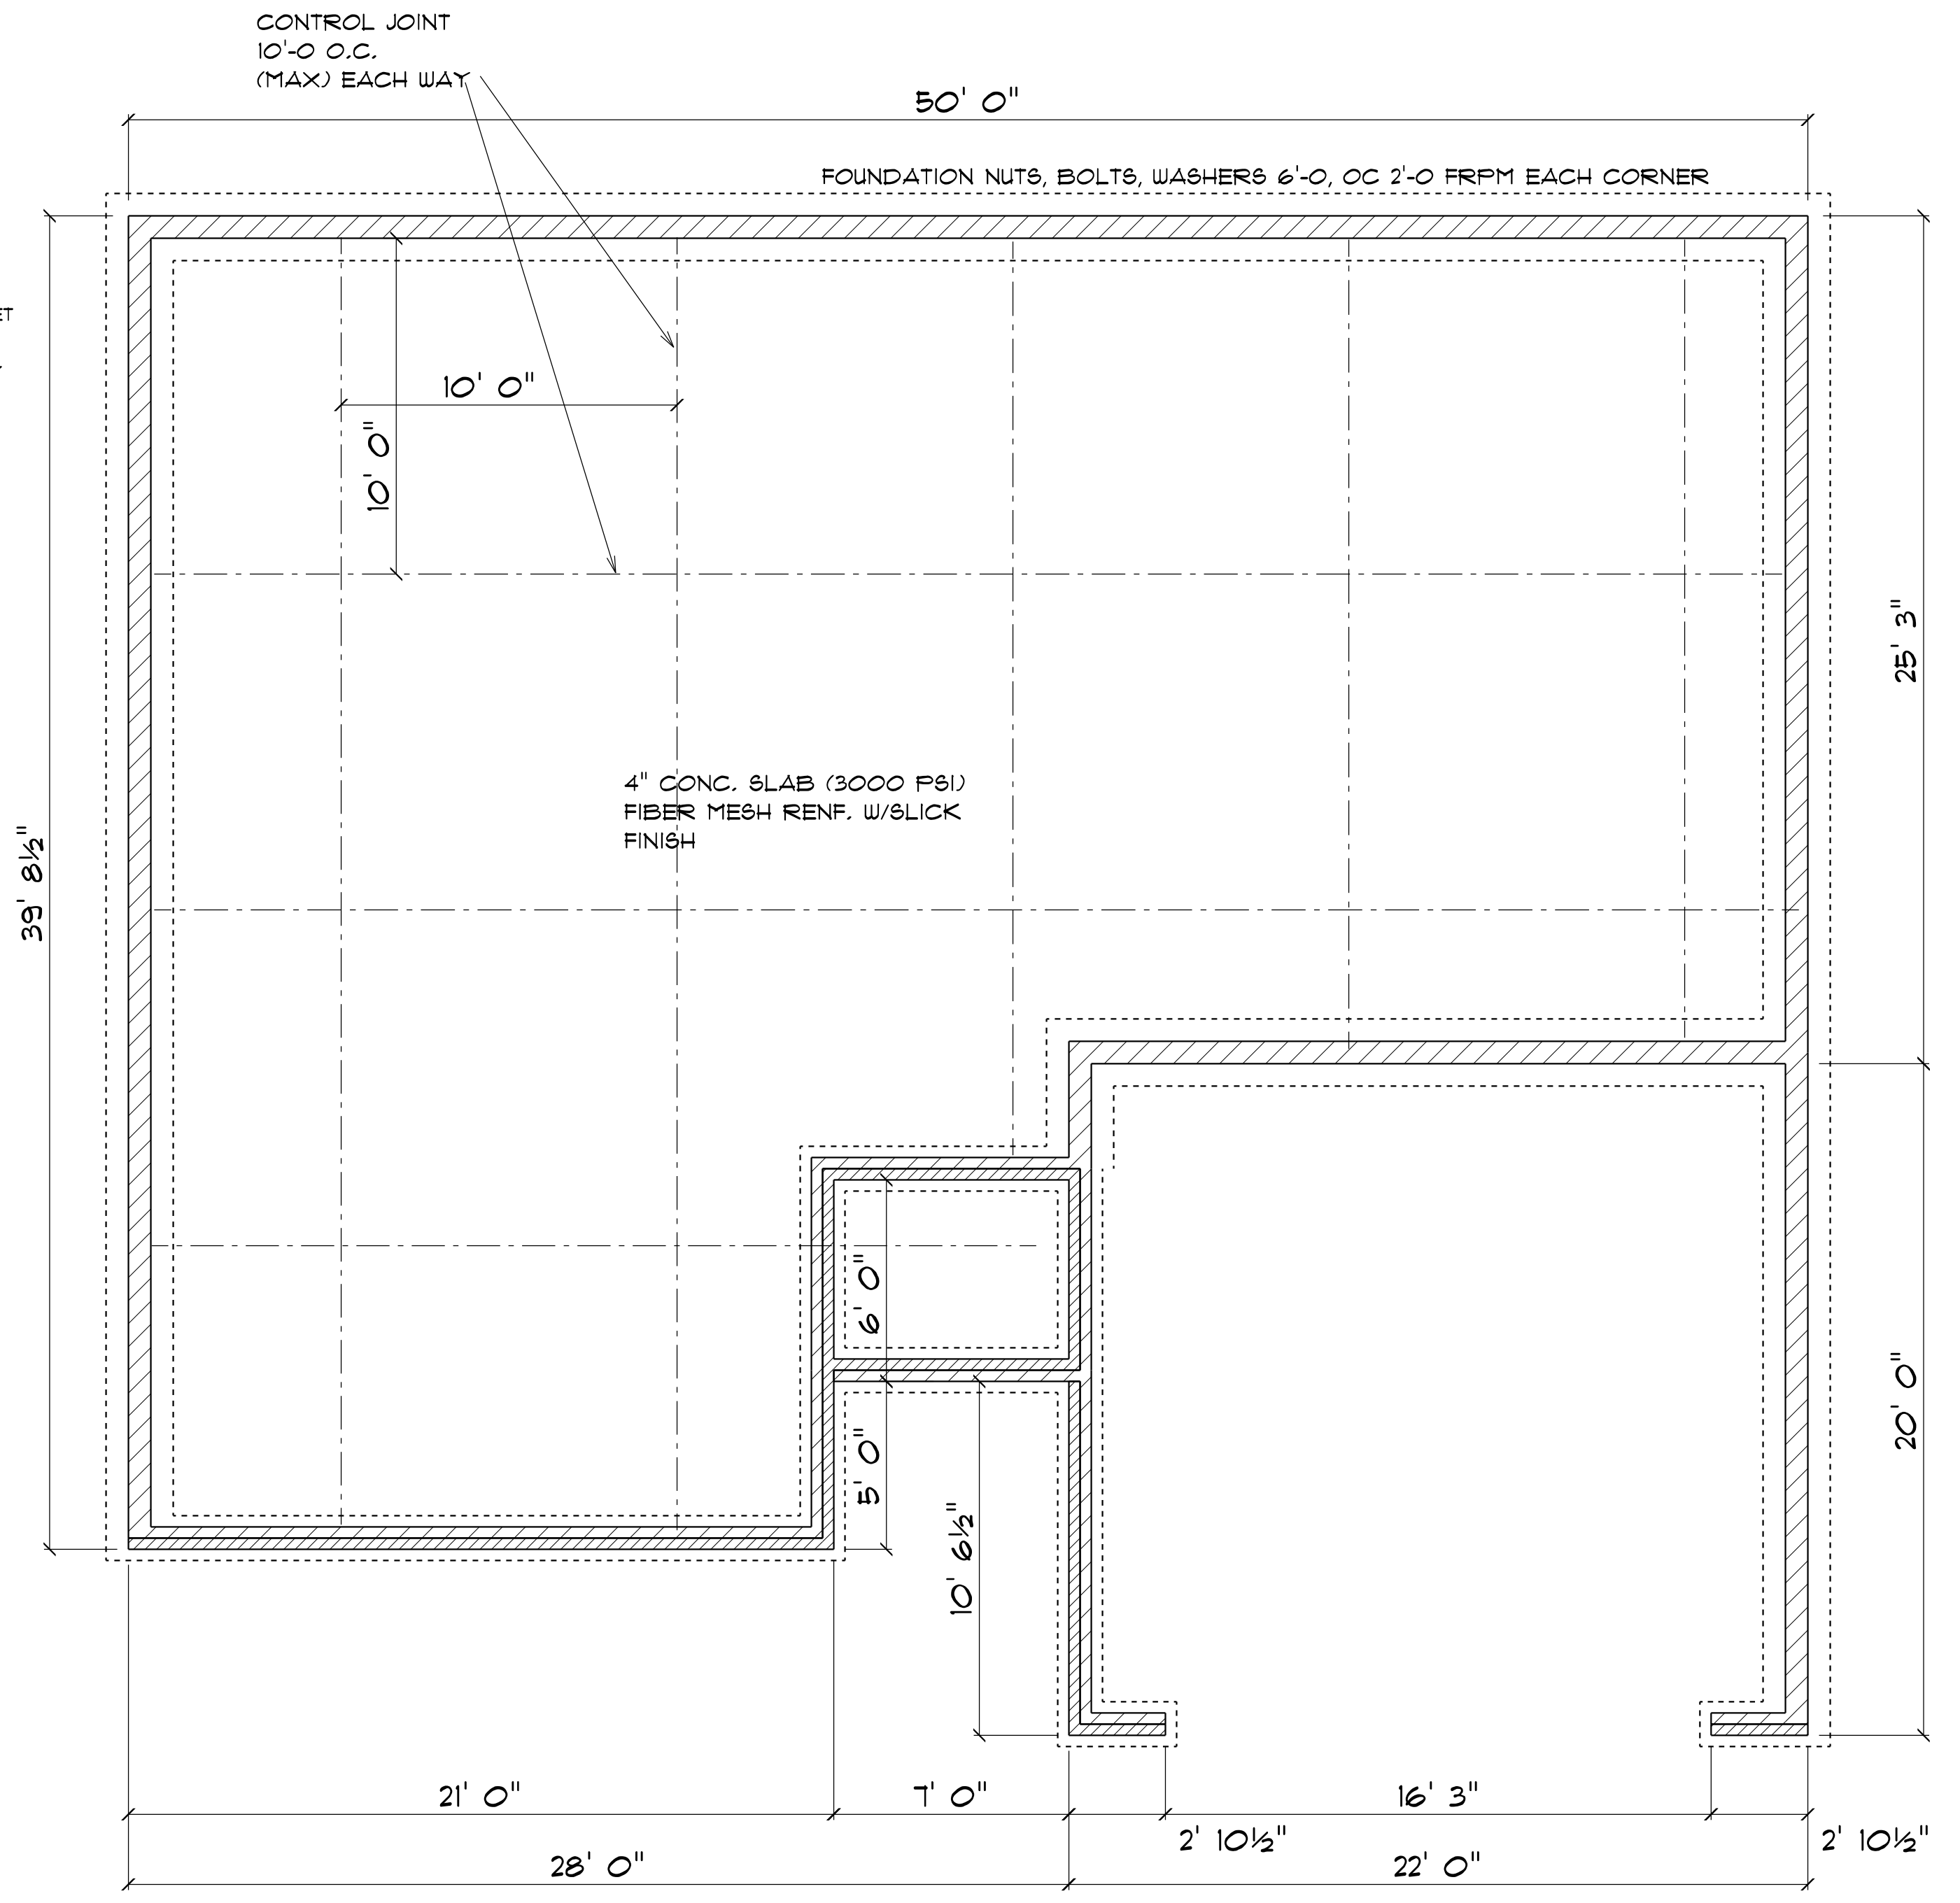 CONTROL JOINT
10'-0 O.C.
(MAX) EACH WAY
50' 0"
FOUNDATION NUTS, BOLTS, WASHERS 6'-0, OC 2'-0 FRPM EACH CORNER
ET
10' 0"
10' 0"
25' 3"
4" CONC. SLAB (3000 PSI)
FIBER MESH RENF. W/SLICK
FINISH
39' 8½"
6' 0"
5' 0"
10' 6½"
20' 0"
21' 0"
7' 0"
16' 3"
2' 10½"
2' 10½"
28' 0"
22' 0"